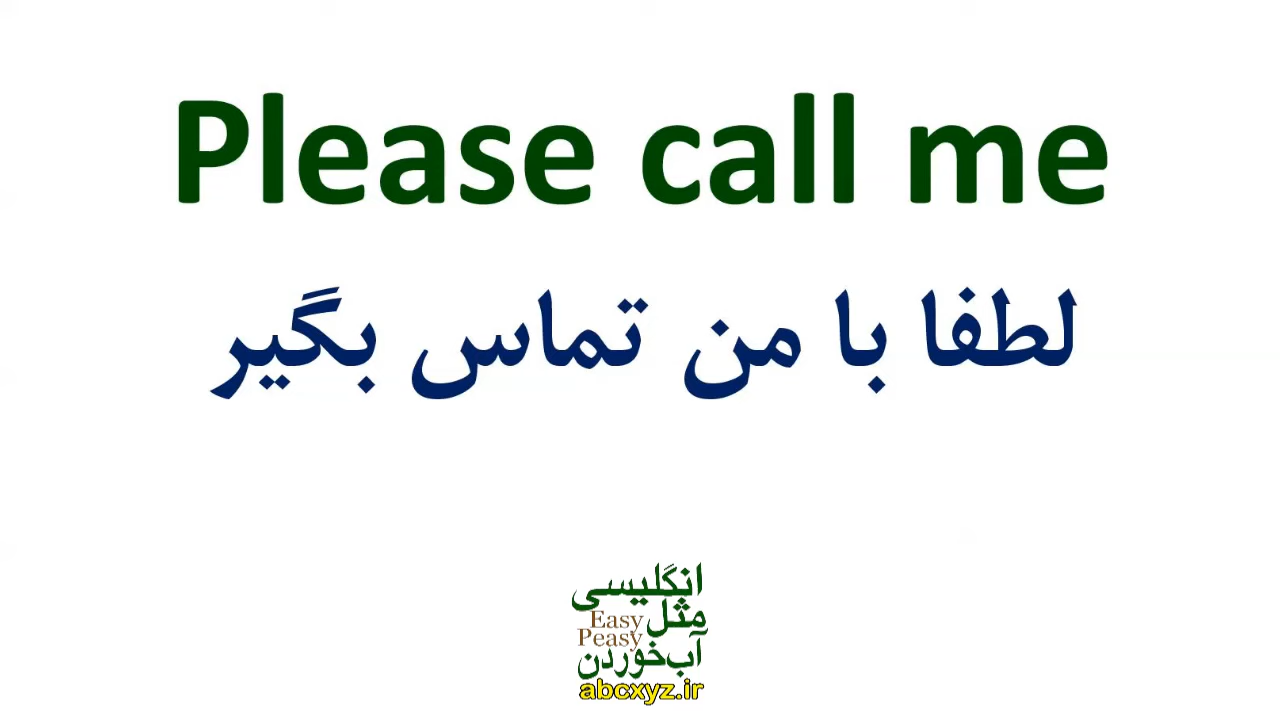 Please call me
لطفا با من تماس بگیر
انگلیسی
مثل
Easy
Peasy
آب‌خوردن
abcxyz.ir